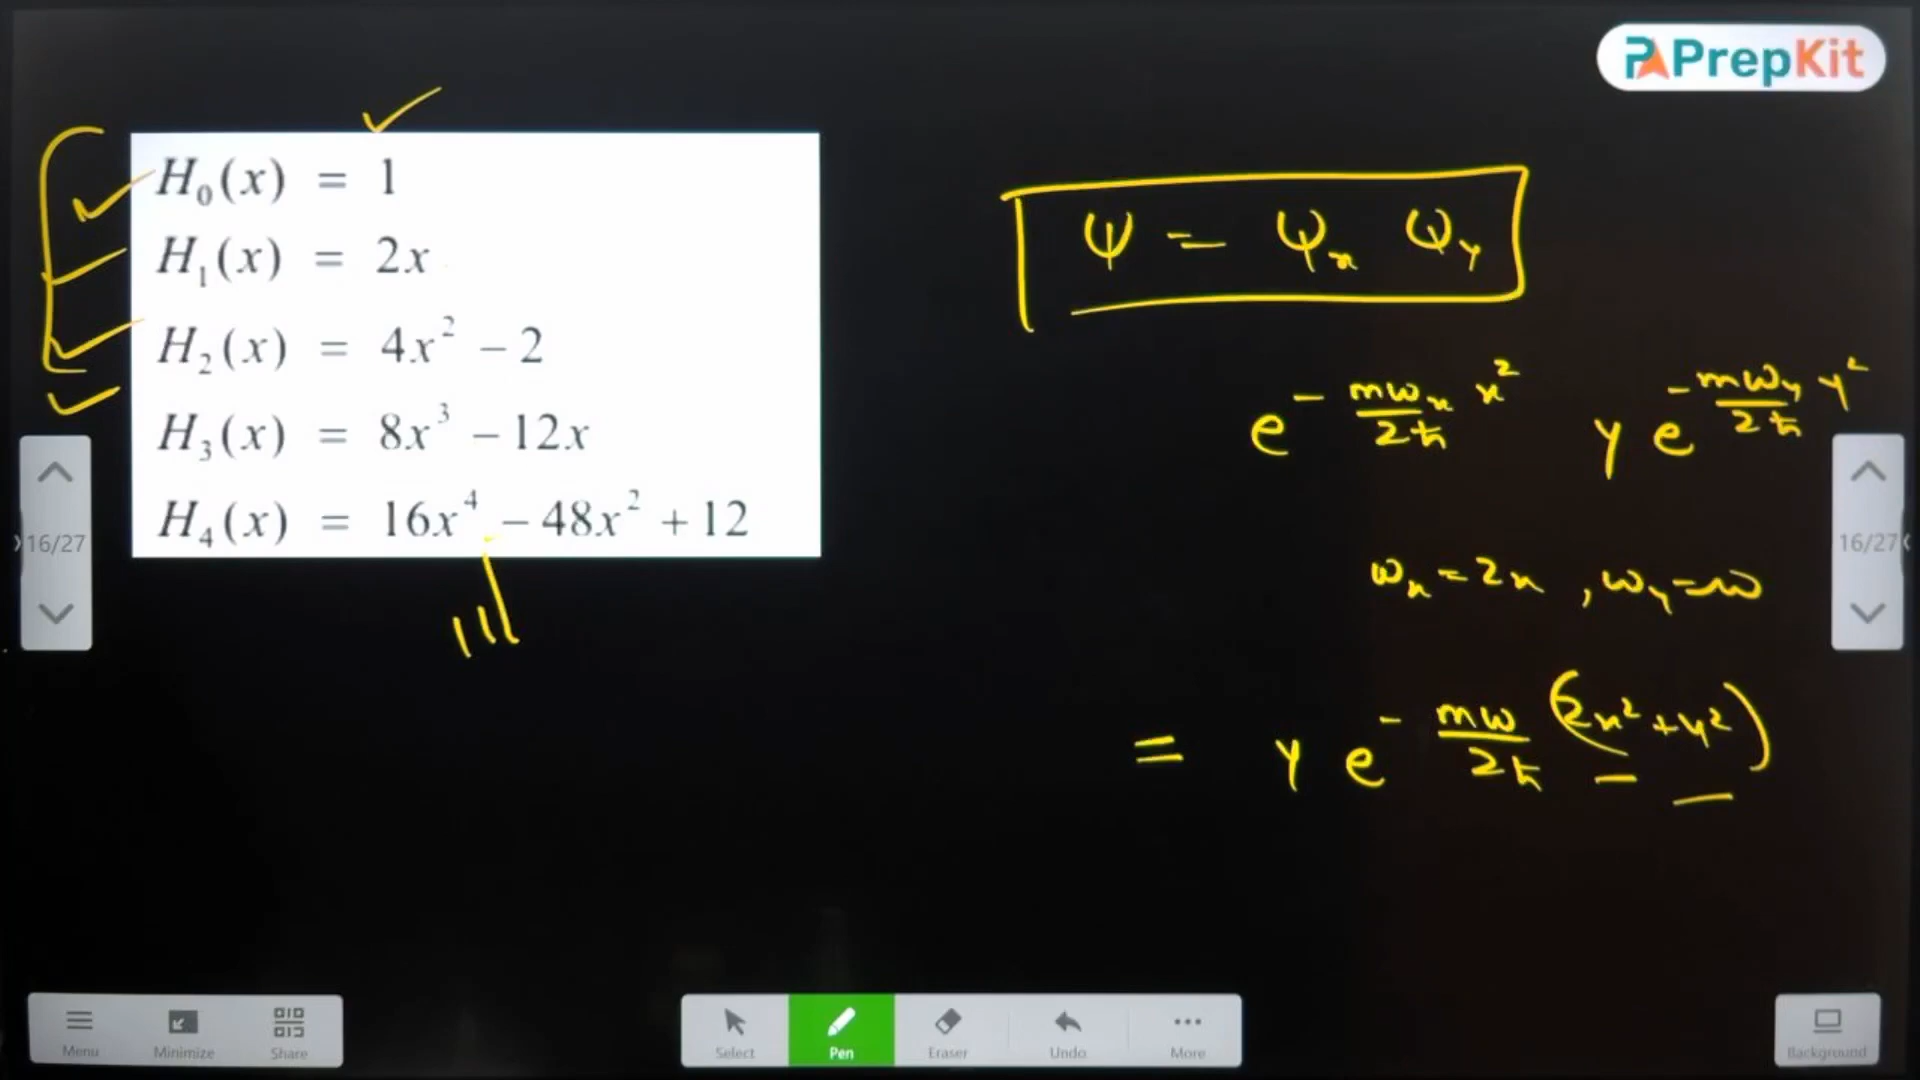 PrepKit
H₀(x) = 1
H₁(x) = 2x
H₂(x) = 4x² − 2
H₃(x) = 8x³ − 12x
H₄(x) = 16x⁴ − 48x² + 12
ψ = ψₓ φᵧ
e^(−mωₓ/2ħ x²) y e^(−mωᵧ/2ħ y²)
ωₓ = 2x , ωᵧ = ω
= y e^(−mω/2ħ (2x² + y²))
16/27
16/27
Menu
Minimize
Share
Select
Pen
Eraser
Undo
More
Background